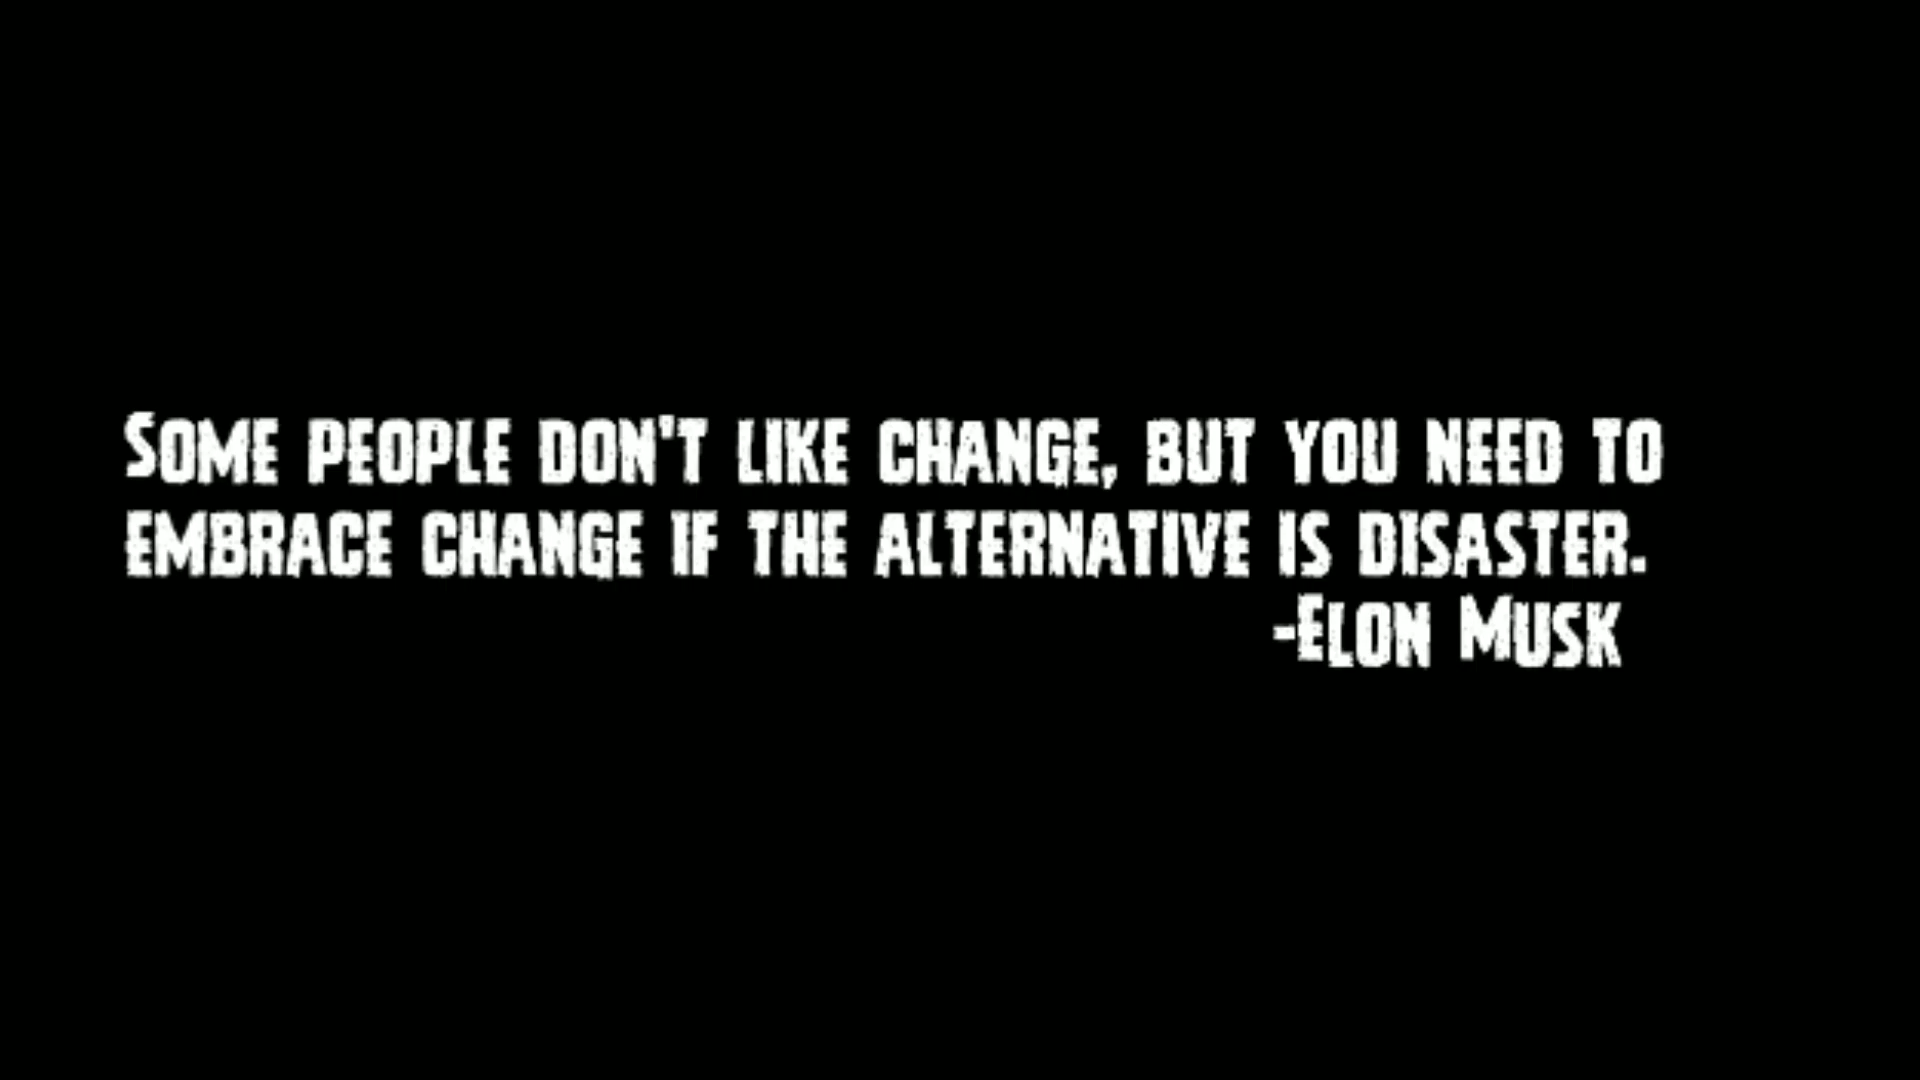 Some people don't like change, but you need to
embrace change if the alternative is disaster.
-Elon Musk